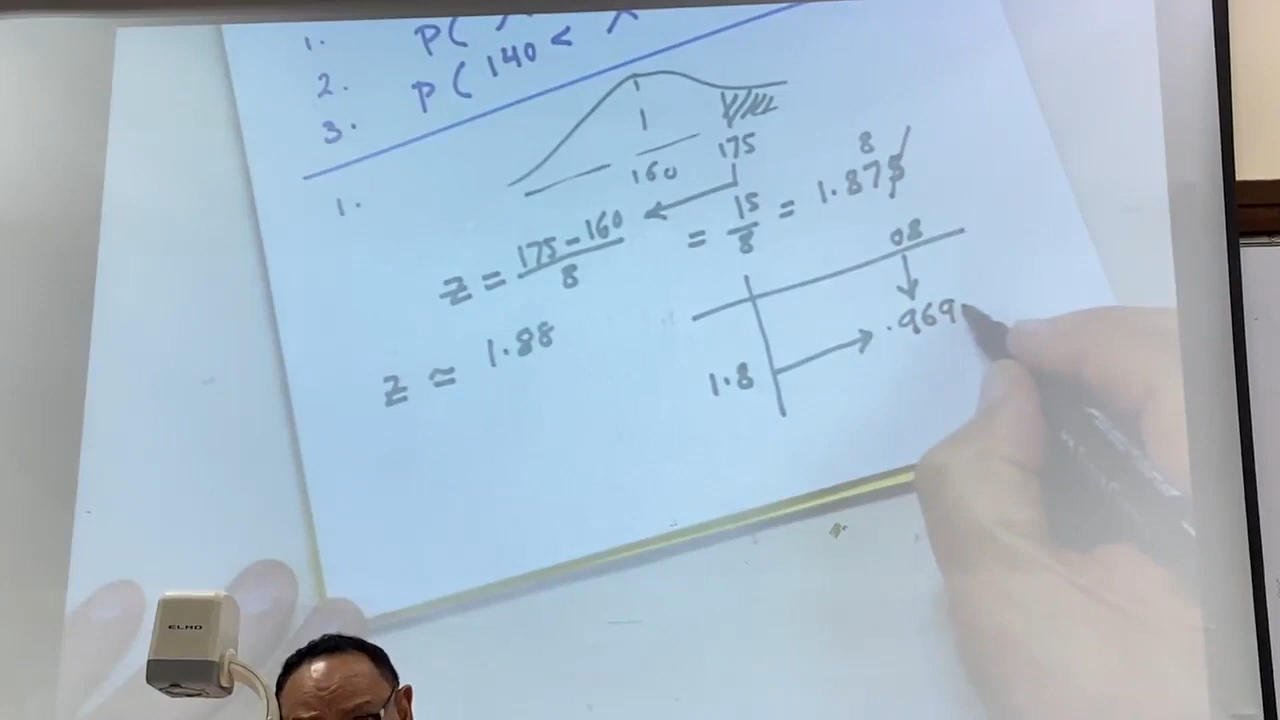 1. P(
2. P( 140 <
3.
160 175
1.
Z = 175-160 / 8 = 15/8 = 1.875
8
Z ≃ 1.88
08
1.8 .969
ELMO